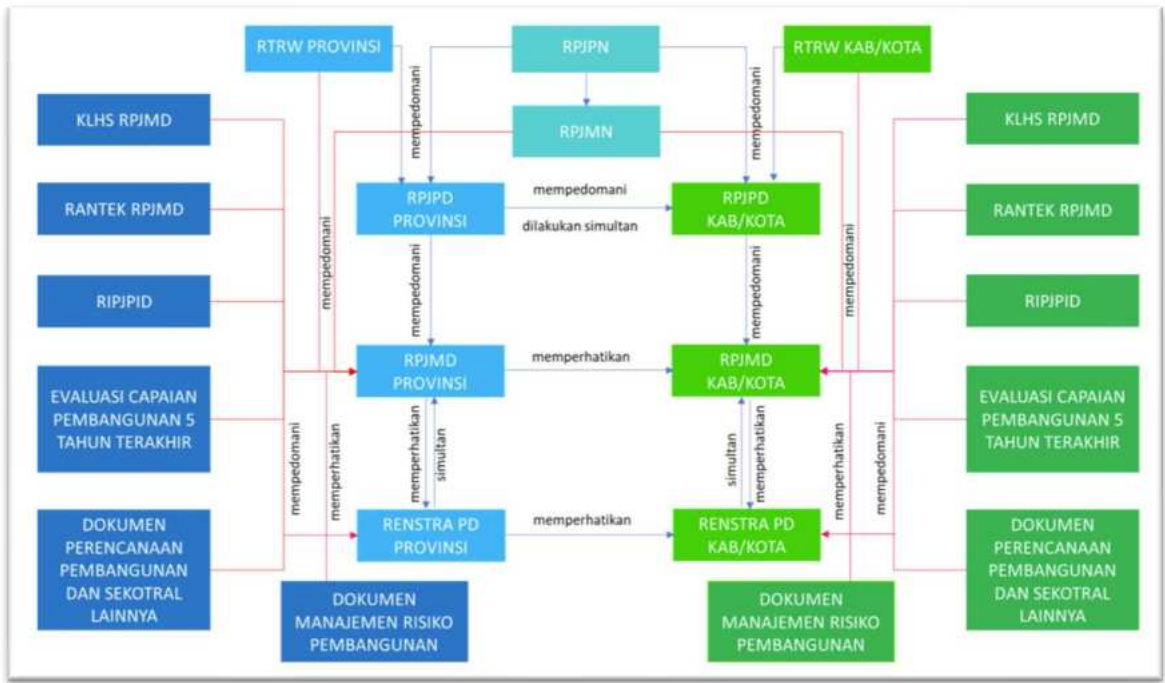 RTRW PROVINSI
RPJPN
RTRW KAB/KOTA
mempedomani
mempedomani
KLHS RPJMD
RPJMN
KLHS RPJMD
RANTEK RPJMD
RPJPD
PROVINSI
mempedomani
dilakukan simultan
RPJPD
KAB/KOTA
RANTEK RPJMD
mempedomani
mempedomani
mempedomani
mempedomani
RIPJPID
RIPJPID
RPJMD
PROVINSI
memperhatikan
RPJMD
KAB/KOTA
EVALUASI CAPAIAN
PEMBANGUNAN 5
TAHUN TERAKHIR
EVALUASI CAPAIAN
PEMBANGUNAN 5
TAHUN TERAKHIR
mempedomani
memperhatikan
memperhatikan
simultan
simultan
memperhatikan
memperhatikan
mempedomani
RENSTRA PD
PROVINSI
memperhatikan
RENSTRA PD
KAB/KOTA
DOKUMEN
PERENCANAAN
PEMBANGUNAN
DAN SEKOTRAL
LAINNYA
DOKUMEN
MANAJEMEN RISIKO
PEMBANGUNAN
DOKUMEN
MANAJEMEN RISIKO
PEMBANGUNAN
DOKUMEN
PERENCANAAN
PEMBANGUNAN
DAN SEKOTRAL
LAINNYA